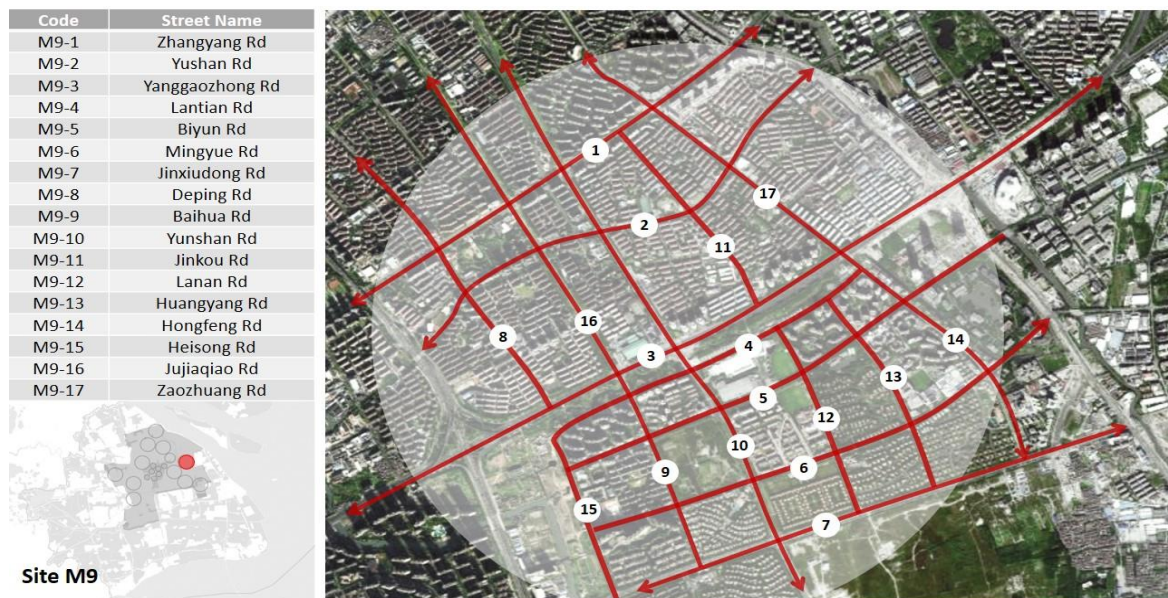 Code Street Name
M9-1 Zhangyang Rd
M9-2 Yushan Rd
M9-3 Yanggaozhong Rd
M9-4 Lantian Rd
M9-5 Biyun Rd
M9-6 Mingyue Rd
M9-7 Jinxiudong Rd
M9-8 Deping Rd
M9-9 Baihua Rd
M9-10 Yunshan Rd
M9-11 Jinkou Rd
M9-12 Lanan Rd
M9-13 Huangyang Rd
M9-14 Hongfeng Rd
M9-15 Heisong Rd
M9-16 Jujiaqiao Rd
M9-17 Zaozhuang Rd
Site M9
1
17
2
11
16
8
3
4
14
13
5
12
10
6
9
15
7